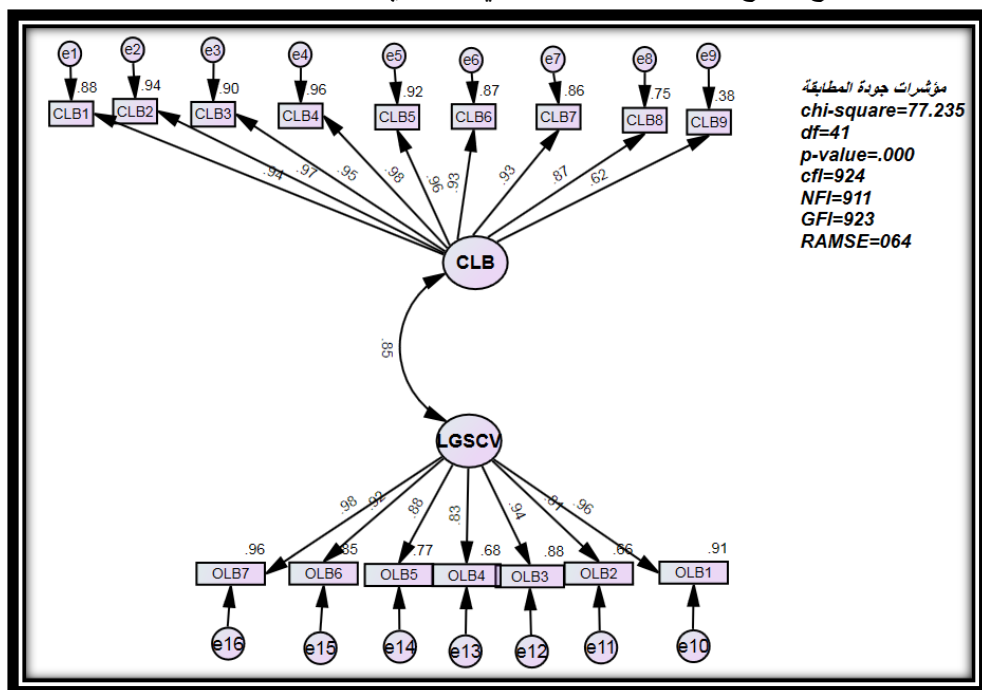 e1 e2 e3 e4 e5 e6 e7 e8 e9
.88 .94 .90 .96 .92 .87 .86 .75 .38
CLB1 CLB2 CLB3 CLB4 CLB5 CLB6 CLB7 CLB8 CLB9
مؤشرات جودة المطابقة
chi-square=77.235
df=41
p-value=.000
cfI=924
NFI=911
GFI=923
RAMSE=064
.94 .97 .95 .98 .96 .93 .93 .87 .62
CLB
.85
LGSCV
.98 .92 .88 .83 .94 .81 .96
.96 .85 .77 .68 .88 .66 .91
OLB7 OLB6 OLB5 OLB4 OLB3 OLB2 OLB1
e16 e15 e14 e13 e12 e11 e10